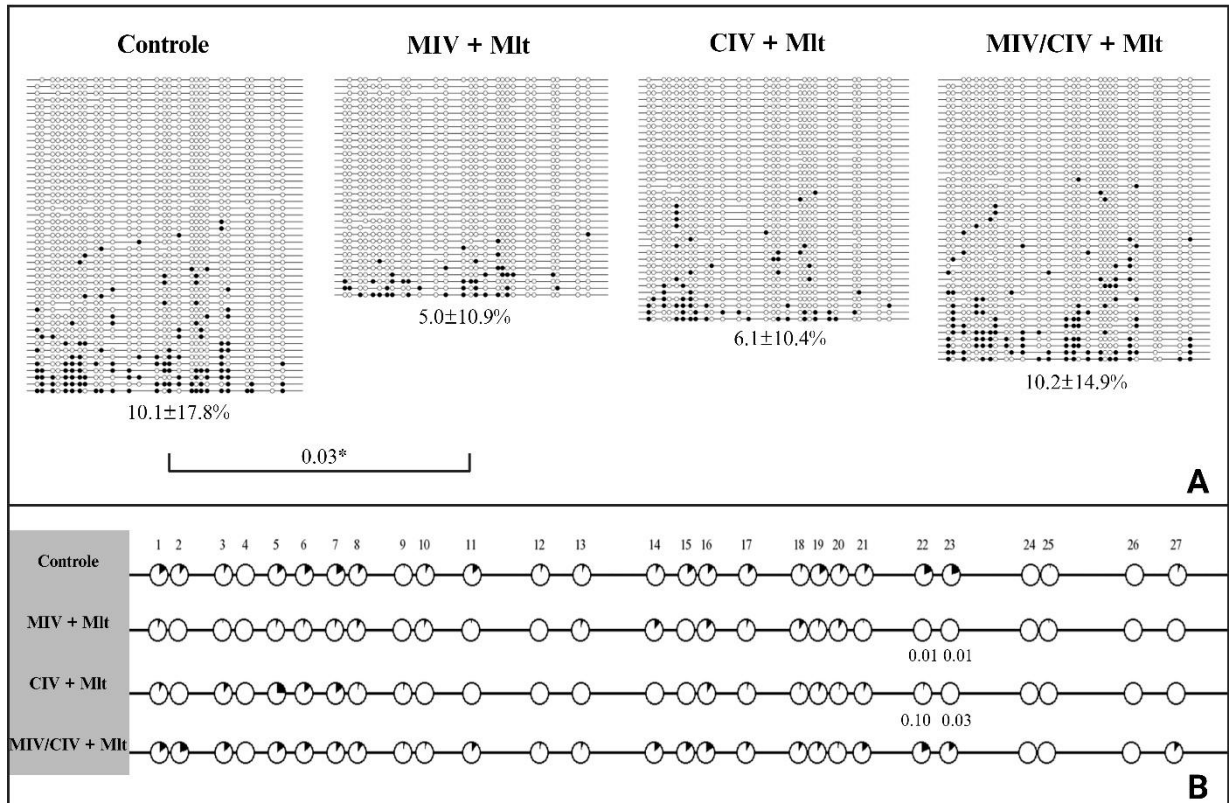 Controle
MIV + Mlt
CIV + Mlt
MIV/CIV + Mlt
10.1±17.8%
5.0±10.9%
6.1±10.4%
10.2±14.9%
0.03*
A
1 2 3 4 5 6 7 8 9 10 11 12 13 14 15 16 17 18 19 20 21 22 23 24 25 26 27
Controle
MIV + Mlt
0.01 0.01
CIV + Mlt
0.10 0.03
MIV/CIV + Mlt
B